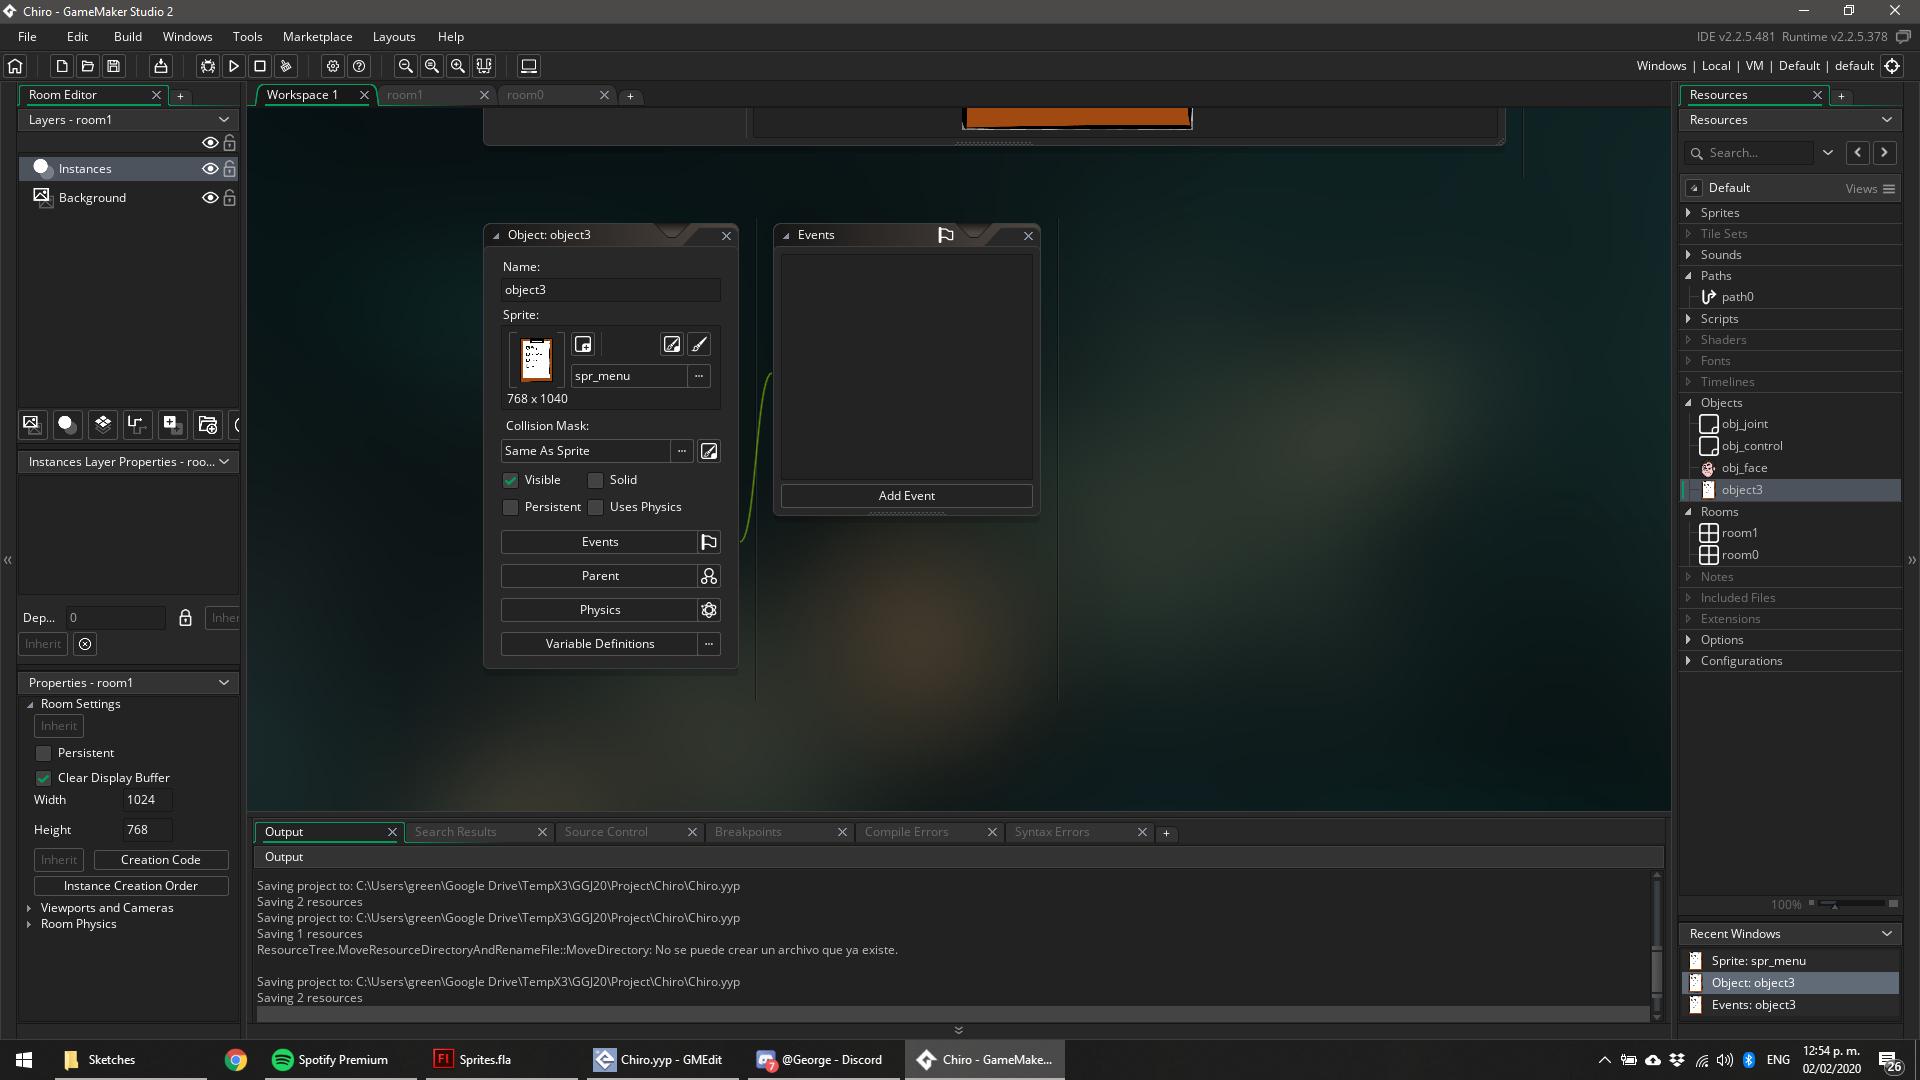 Chiro - GameMaker Studio 2
File Edit Build Windows Tools Marketplace Layouts Help
IDE v2.2.5.481 Runtime v2.2.5.378
Windows | Local | VM | Default | default
Room Editor
Layers - room1
Instances
Background
Instances Layer Properties - roo...
Dep... 0 Inher
Inherit
Properties - room1
Room Settings
Inherit
Persistent
Clear Display Buffer
Width 1024
Height 768
Inherit Creation Code
Instance Creation Order
Viewports and Cameras
Room Physics
Workspace 1 room1 room0
Object: object3
Name:
object3
Sprite:
spr_menu ...
768 x 1040
Collision Mask:
Same As Sprite ...
Visible Solid
Persistent Uses Physics
Events
Parent
Physics
Variable Definitions ...
Events
Add Event
Output Search Results Source Control Breakpoints Compile Errors Syntax Errors
Output
Saving project to: C:\Users\green\Google Drive\TempX3\GGJ20\Project\Chiro\Chiro.yyp
Saving 2 resources
Saving project to: C:\Users\green\Google Drive\TempX3\GGJ20\Project\Chiro\Chiro.yyp
Saving 1 resources
ResourceTree.MoveResourceDirectoryAndRenameFile::MoveDirectory: No se puede crear un archivo que ya existe.
Saving project to: C:\Users\green\Google Drive\TempX3\GGJ20\Project\Chiro\Chiro.yyp
Saving 2 resources
Resources
Resources
Search...
Default Views
Sprites
Tile Sets
Sounds
Paths
path0
Scripts
Shaders
Fonts
Timelines
Objects
obj_joint
obj_control
obj_face
object3
Rooms
room1
room0
Notes
Included Files
Extensions
Options
Configurations
100%
Recent Windows
Sprite: spr_menu
Object: object3
Events: object3
Sketches
Spotify Premium
Fl Sprites.fla
Chiro.yyp - GMEdit
7 @George - Discord
Chiro - GameMake...
ENG
12:54 p. m.
02/02/2020
26